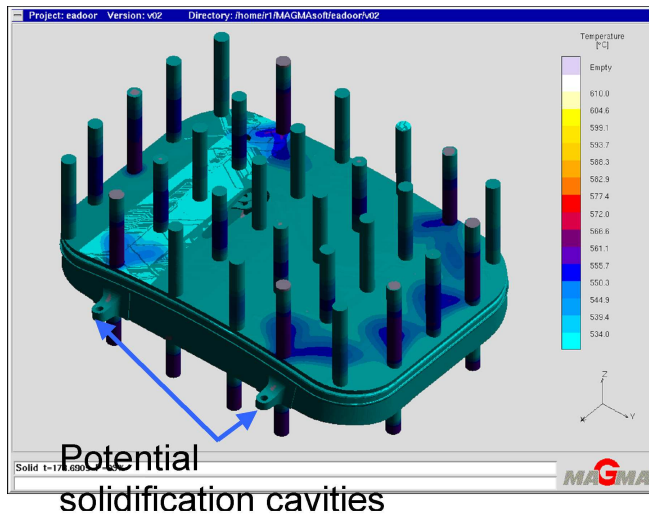 Project: eadoor Version: v02 Directory: /home/r1/MAGMAsoft/eadoor/v02
Temperature
[°C]
Empty
610.0
604.6
599.1
593.7
588.3
582.9
577.4
572.0
566.6
561.1
555.7
550.3
544.9
539.4
534.0
Z
Y
Potential
Solid
solidification cavities
MAGMA